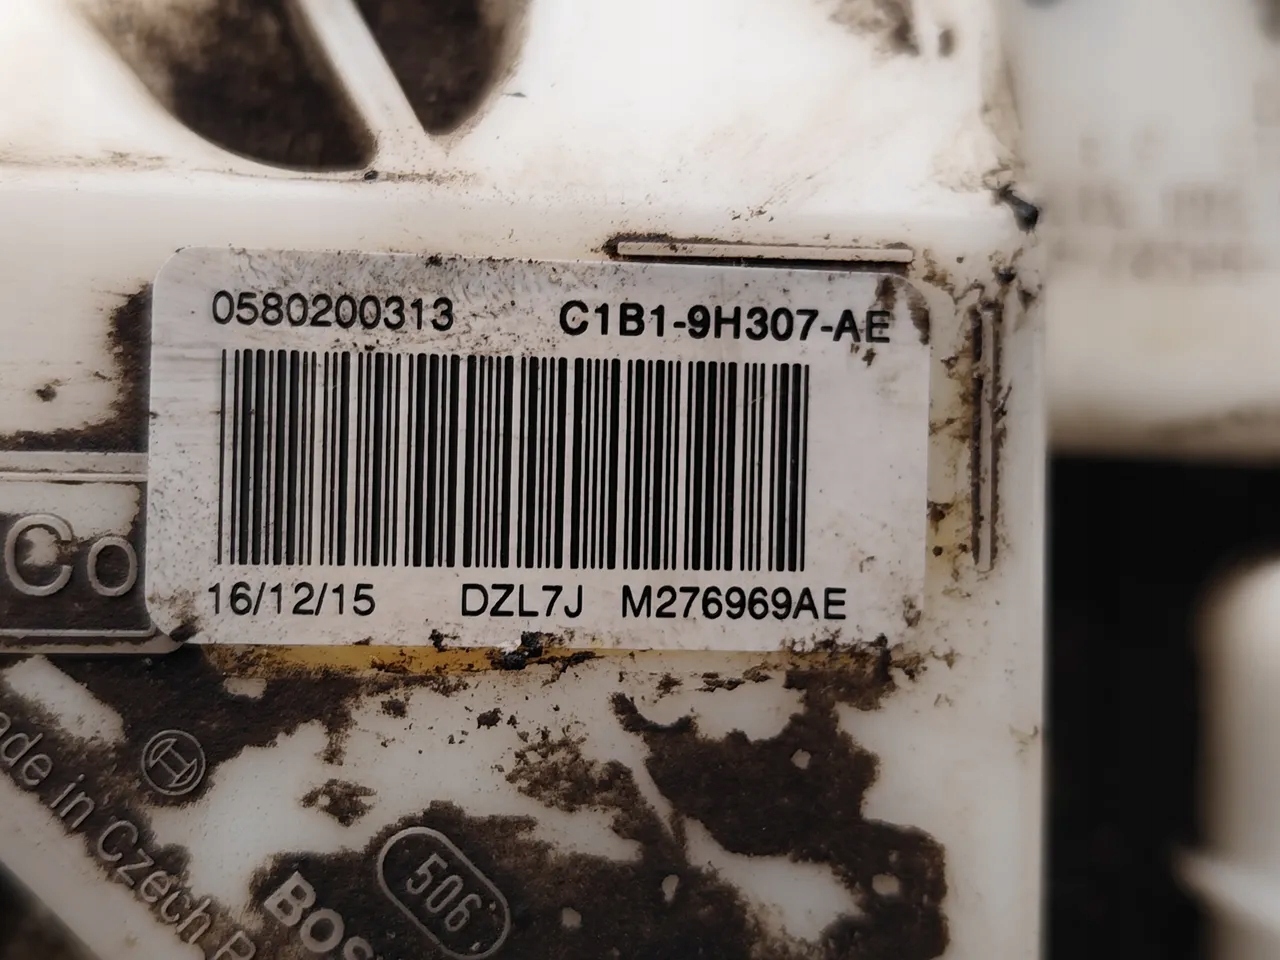 0580200313 C1B1-9H307-AE
16/12/15 DZL7J M276969AE
Co
ade in Czech R
BOS
506